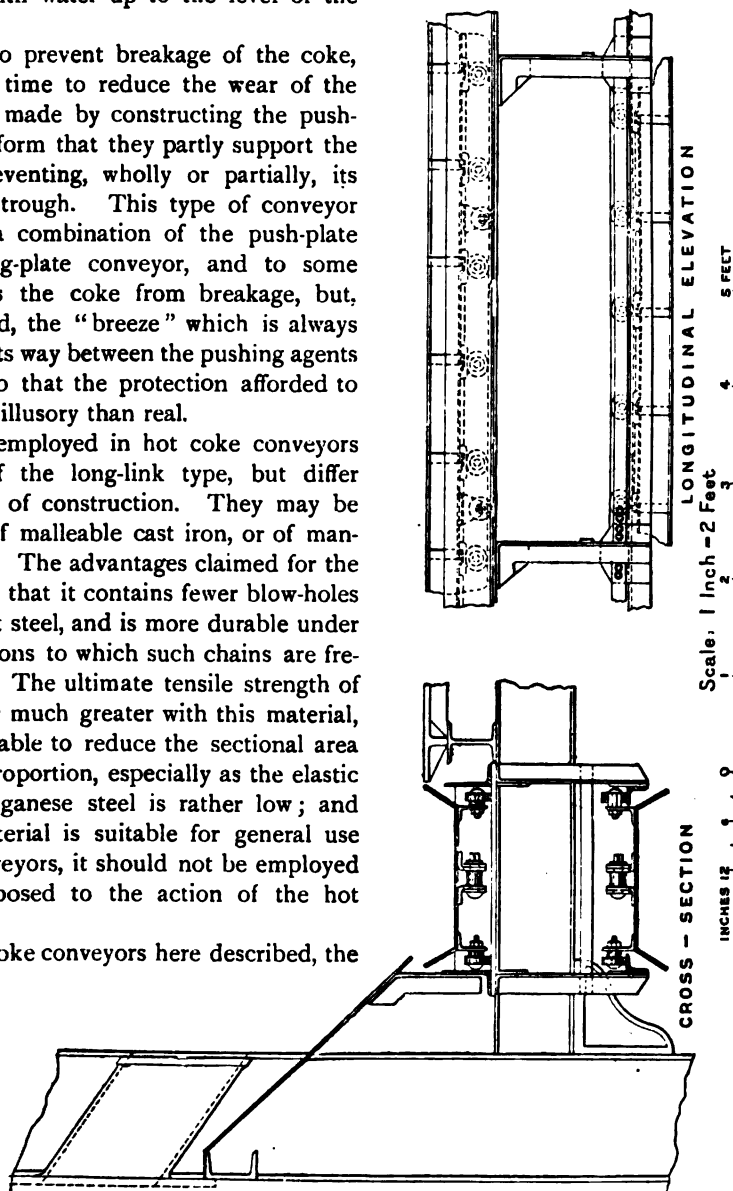 with water up to the level of the
to prevent breakage of the coke,
time to reduce the wear of the
made by constructing the push-
form that they partly support the
eventing, wholly or partially, its
trough. This type of conveyor
a combination of the push-plate
g-plate conveyor, and to some
s the coke from breakage, but,
d, the "breeze" which is always
ts way between the pushing agents
o that the protection afforded to
illusory than real.
employed in hot coke conveyors
f the long-link type, but differ
of construction. They may be
f malleable cast iron, or of man-
The advantages claimed for the
that it contains fewer blow-holes
t steel, and is more durable under
ons to which such chains are fre-
The ultimate tensile strength of
much greater with this material,
able to reduce the sectional area
roportion, especially as the elastic
nganese steel is rather low; and
terial is suitable for general use
veyors, it should not be employed
posed to the action of the hot
oke conveyors here described, the
LONGITUDINAL ELEVATION
Scale, 1 Inch = 2 Feet
INCHES 12 6 0 1 2 3 4 5 FEET
CROSS - SECTION